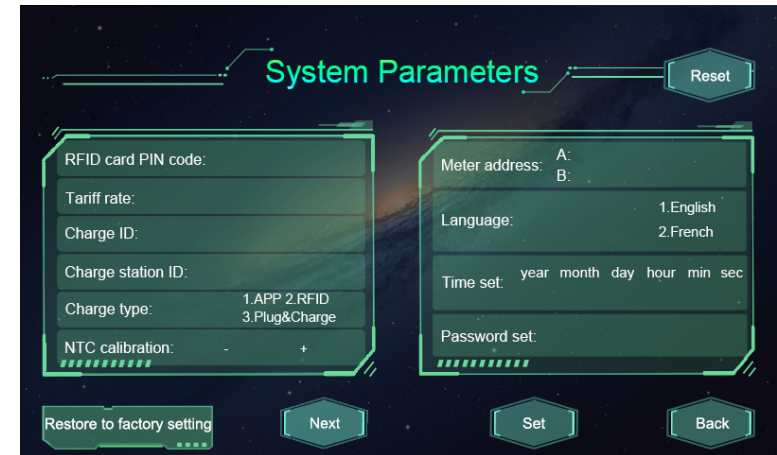 System Parameters
Reset
RFID card PIN code:
Tariff rate:
Charge ID:
Charge station ID:
Charge type: 1.APP 2.RFID
3.Plug&Charge
NTC calibration: - +
Meter address: A:
B:
Language: 1.English
2.French
Time set: year month day hour min sec
Password set:
Restore to factory setting
Next
Set
Back